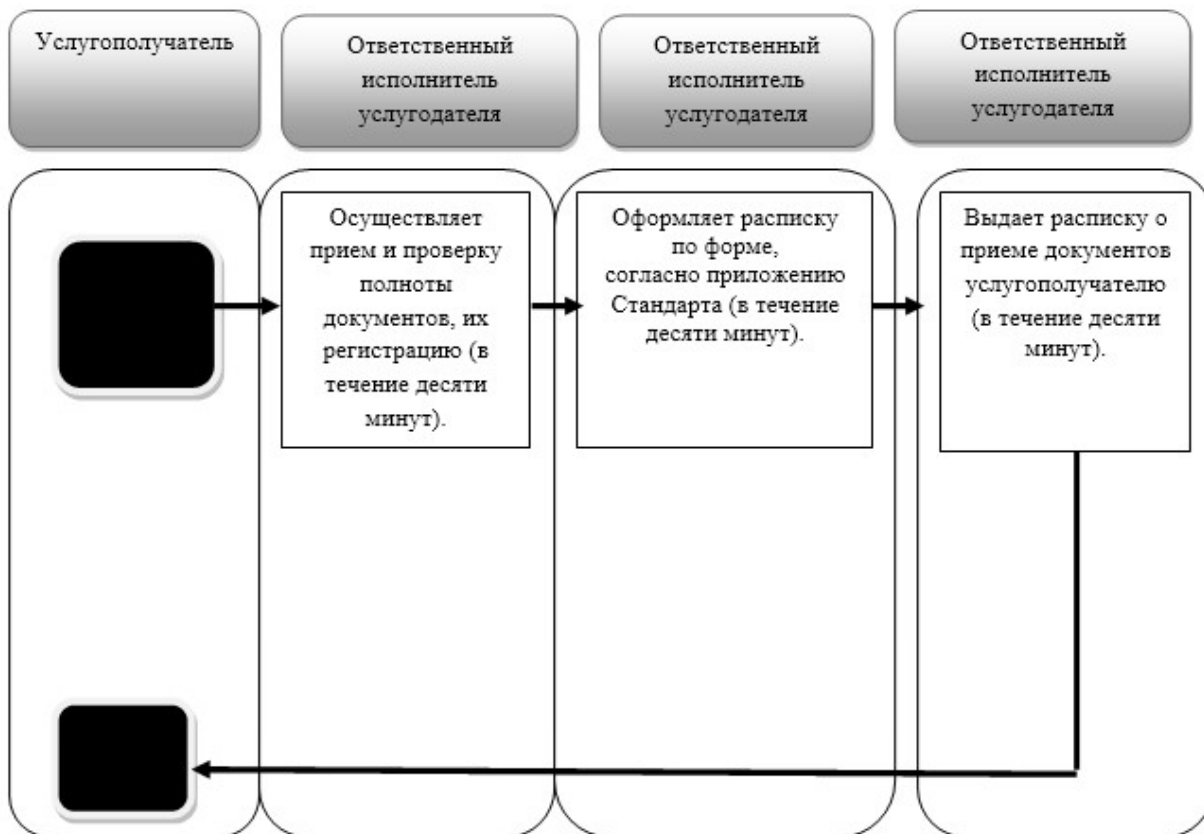 Услугополучатель
Ответственный
исполнитель
услугодателя
Ответственный
исполнитель
услугодателя
Ответственный
исполнитель
услугодателя
Осуществляет
прием и проверку
полноты
документов, их
регистрацию (в
течение десяти
минут).
Оформляет расписку
по форме,
согласно приложению
Стандарта (в течение
десяти минут).
Выдает расписку о
приеме документов
услугополучателю
(в течение десяти
минут).